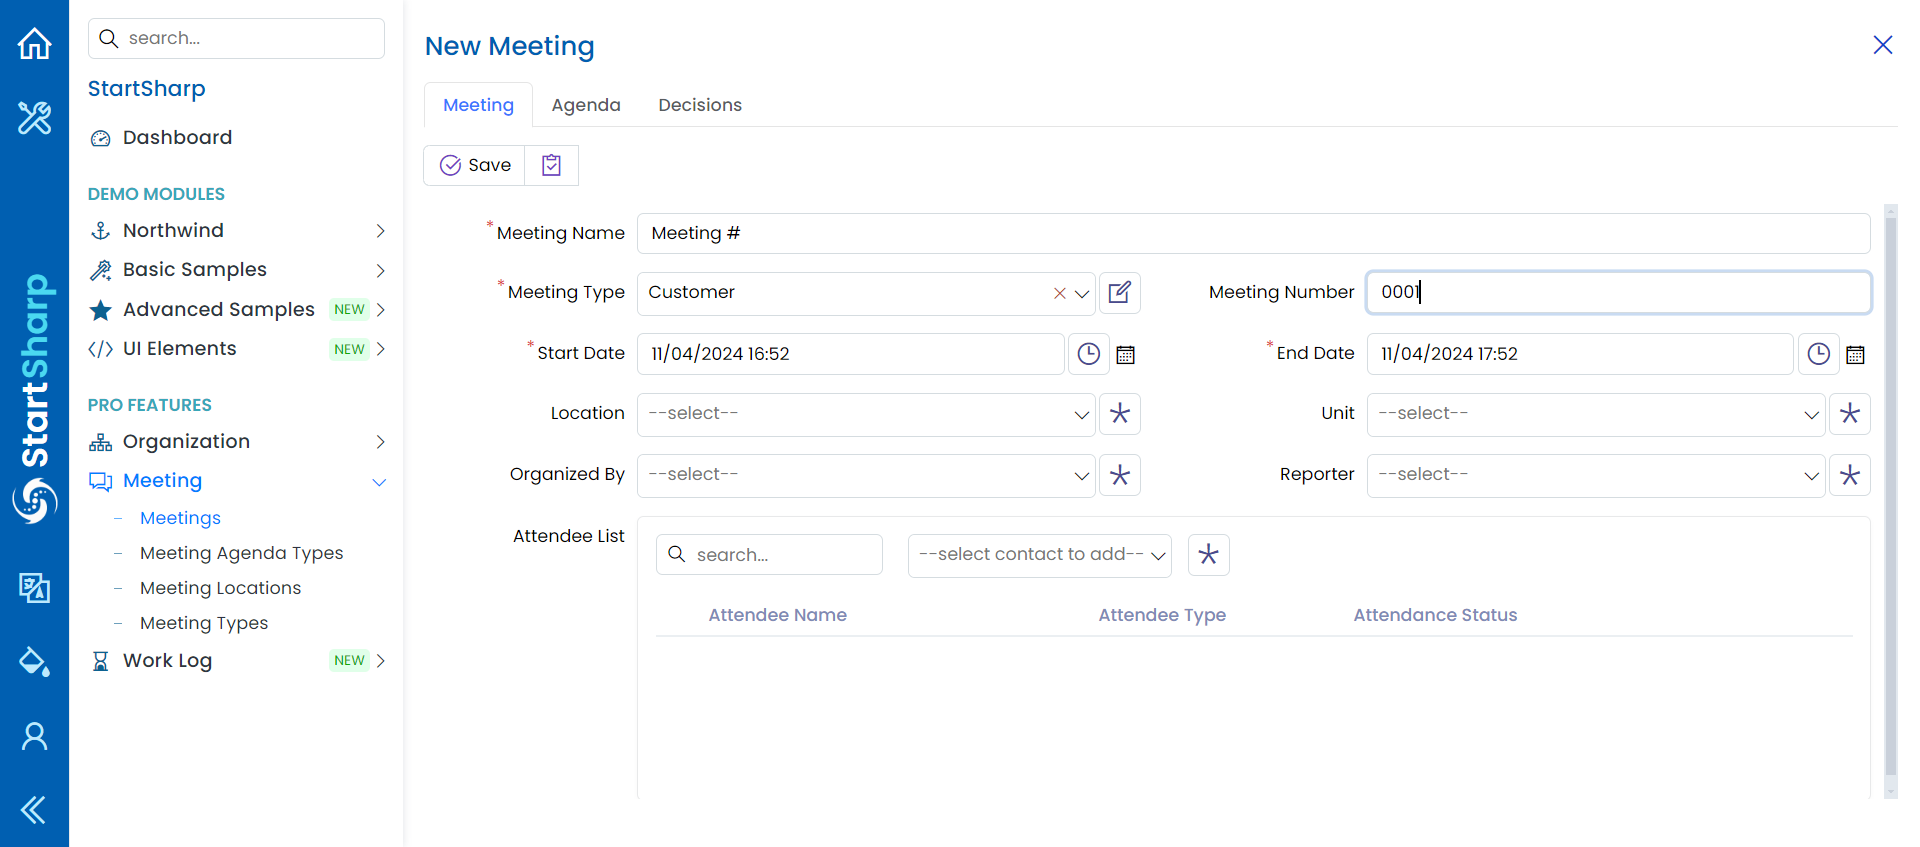 search...
StartSharp
Dashboard
DEMO MODULES
Northwind
Basic Samples
Advanced Samples NEW
UI Elements NEW
PRO FEATURES
Organization
Meeting
Meetings
Meeting Agenda Types
Meeting Locations
Meeting Types
Work Log NEW
StartSharp
New Meeting
Meeting Agenda Decisions
Save
* Meeting Name Meeting #
* Meeting Type Customer Meeting Number 0001
* Start Date 11/04/2024 16:52 * End Date 11/04/2024 17:52
Location --select-- Unit --select--
Organized By --select-- Reporter --select--
Attendee List search... --select contact to add--
Attendee Name Attendee Type Attendance Status